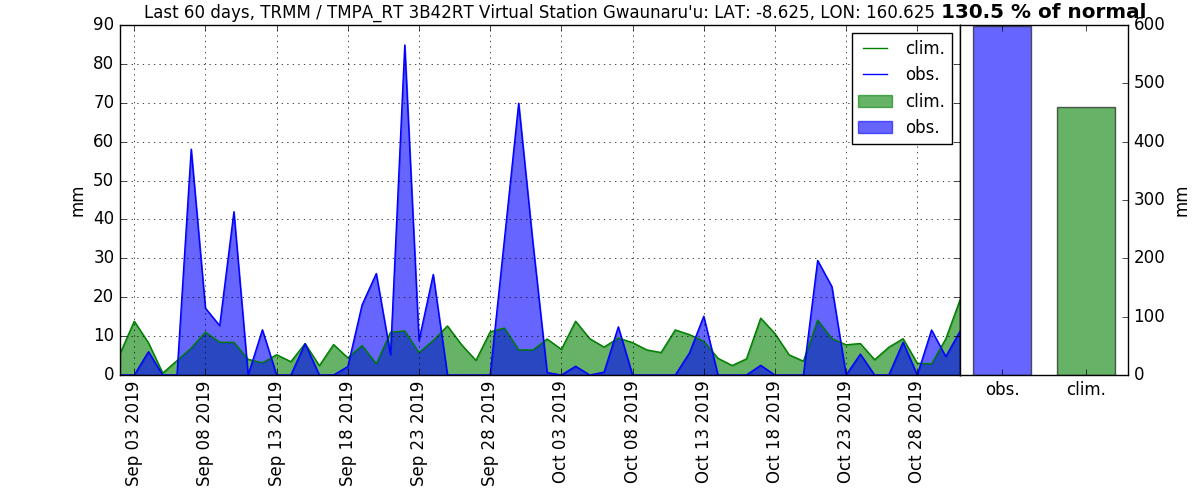 Last 60 days, TRMM / TMPA_RT 3B42RT Virtual Station Gwaunaru'u: LAT: -8.625, LON: 160.625 130.5 % of normal
90
80
70
60
50
40
30
20
10
0
mm
clim.
obs.
clim.
obs.
600
500
400
300
200
100
0
mm
Sep 03 2019
Sep 08 2019
Sep 13 2019
Sep 18 2019
Sep 23 2019
Sep 28 2019
Oct 03 2019
Oct 08 2019
Oct 13 2019
Oct 18 2019
Oct 23 2019
Oct 28 2019
obs.
clim.